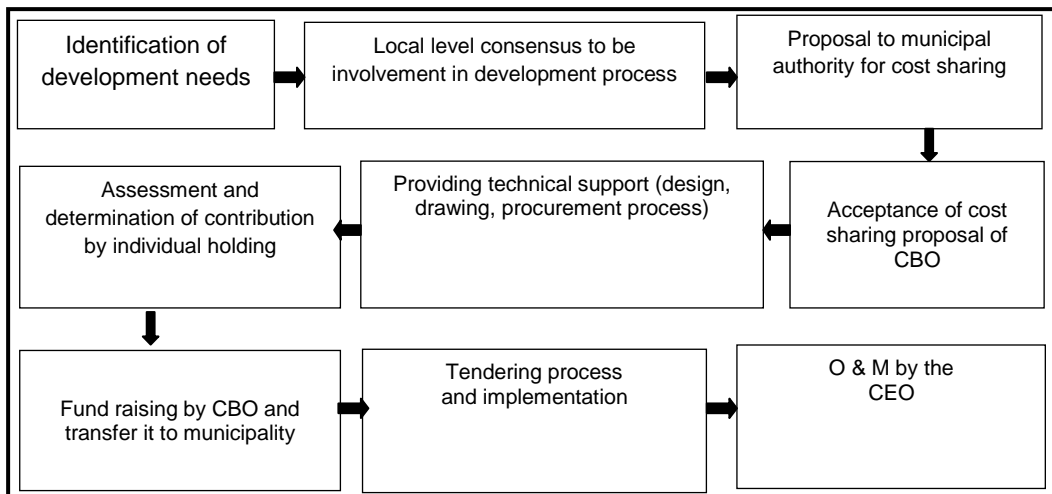 Identification of
development needs
Local level consensus to be
involvement in development process
Proposal to municipal
authority for cost sharing
Acceptance of cost
sharing proposal of
CBO
Providing technical support (design,
drawing, procurement process)
Assessment and
determination of contribution
by individual holding
Fund raising by CBO and
transfer it to municipality
Tendering process
and implementation
O & M by the
CEO